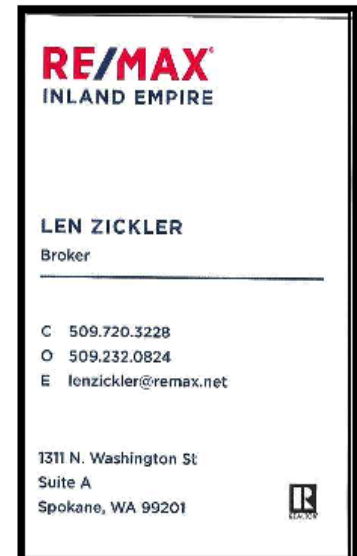 RE/MAX
INLAND EMPIRE
LEN ZICKLER
Broker
C 509.720.3228
O 509.232.0824
E lenzickler@remax.net
1311 N. Washington St
Suite A
Spokane, WA 99201
R
REALTOR